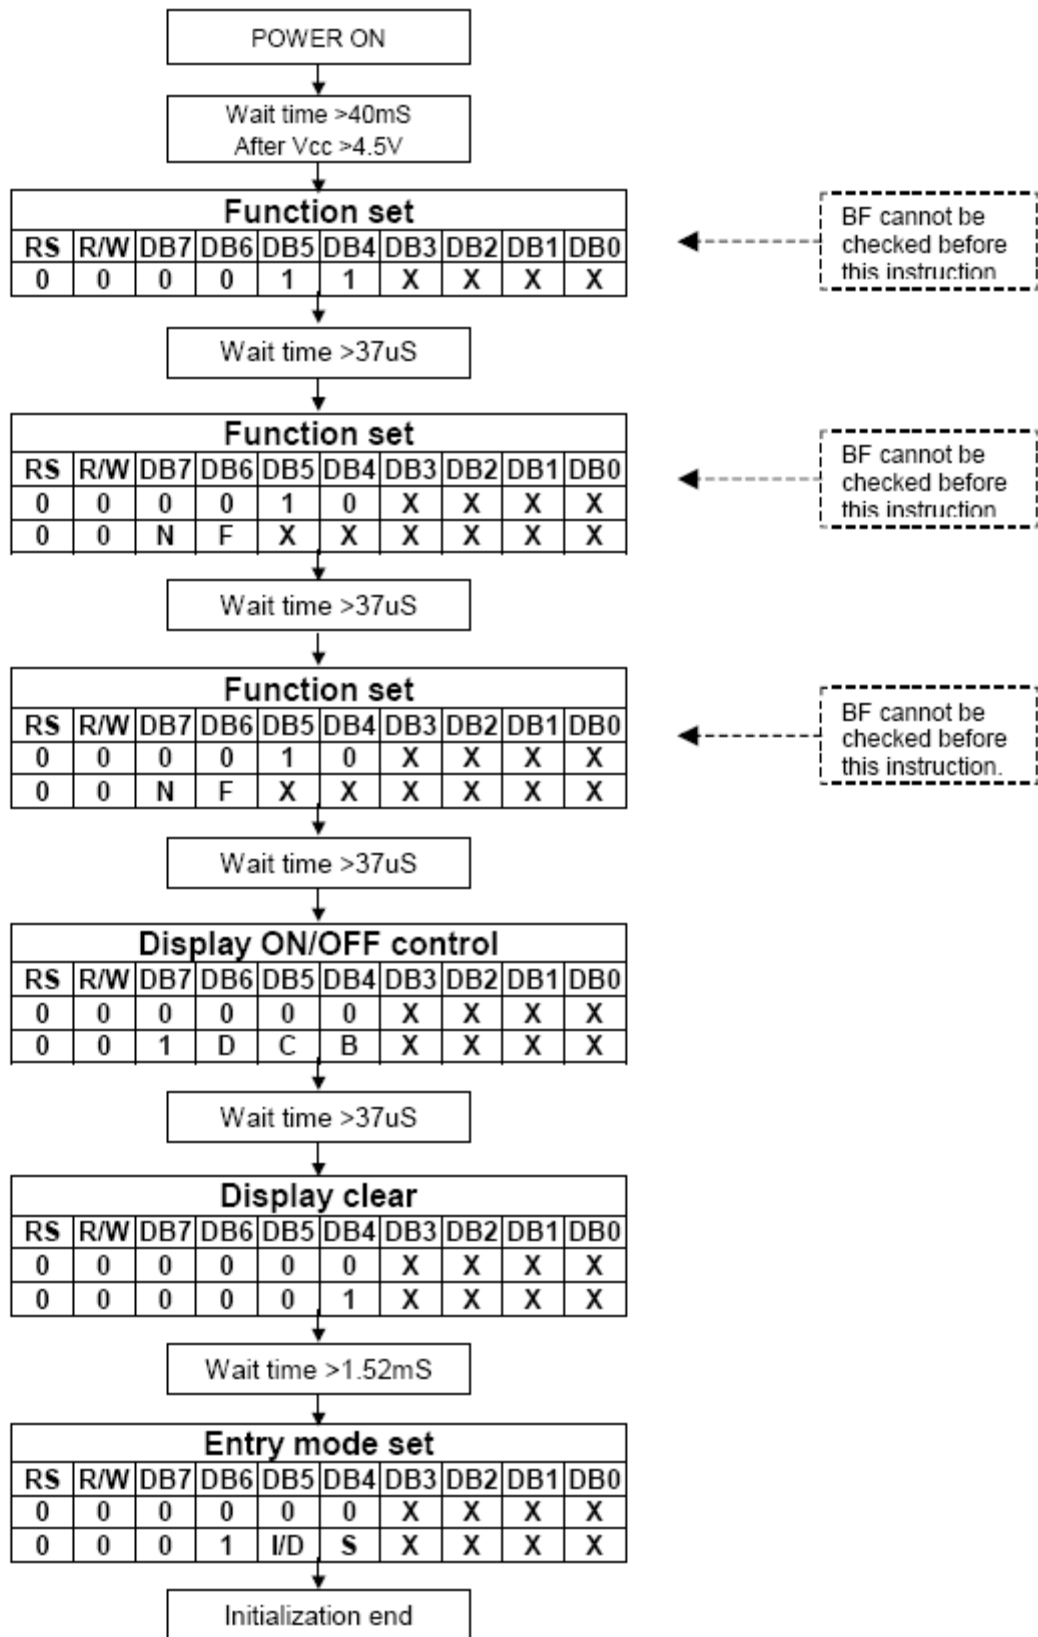 POWER ON
Wait time >40mS
After Vcc >4.5V
Function set
RS R/W DB7 DB6 DB5 DB4 DB3 DB2 DB1 DB0
0 0 0 0 1 1 X X X X
BF cannot be
checked before
this instruction
Wait time >37uS
Function set
RS R/W DB7 DB6 DB5 DB4 DB3 DB2 DB1 DB0
0 0 0 0 1 0 X X X X
0 0 N F X X X X X X
BF cannot be
checked before
this instruction
Wait time >37uS
Function set
RS R/W DB7 DB6 DB5 DB4 DB3 DB2 DB1 DB0
0 0 0 0 1 0 X X X X
0 0 N F X X X X X X
BF cannot be
checked before
this instruction.
Wait time >37uS
Display ON/OFF control
RS R/W DB7 DB6 DB5 DB4 DB3 DB2 DB1 DB0
0 0 0 0 0 0 X X X X
0 0 1 D C B X X X X
Wait time >37uS
Display clear
RS R/W DB7 DB6 DB5 DB4 DB3 DB2 DB1 DB0
0 0 0 0 0 0 X X X X
0 0 0 0 0 1 X X X X
Wait time >1.52mS
Entry mode set
RS R/W DB7 DB6 DB5 DB4 DB3 DB2 DB1 DB0
0 0 0 0 0 0 X X X X
0 0 0 1 I/D S X X X X
Initialization end